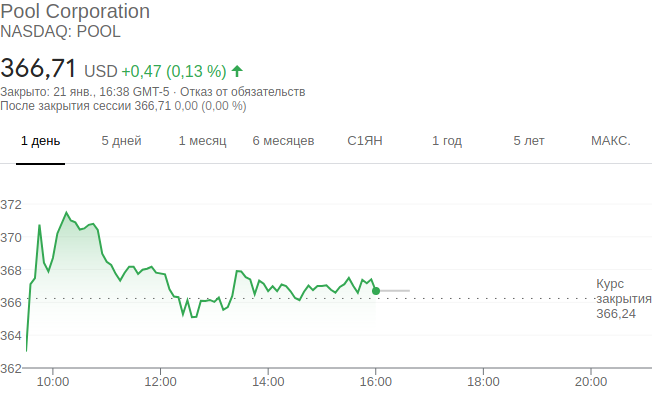 Pool Corporation
NASDAQ: POOL
366,71 USD +0,47 (0,13 %)
Закрыто: 21 янв., 16:38 GMT-5 · Отказ от обязательств
После закрытия сессии 366,71 0,00 (0,00 %)
1 день 5 дней 1 месяц 6 месяцев С1ЯН 1 год 5 лет МАКС.
372
370
368
366
364
362
Курс
закрытия
366,24
10:00 12:00 14:00 16:00 18:00 20:00